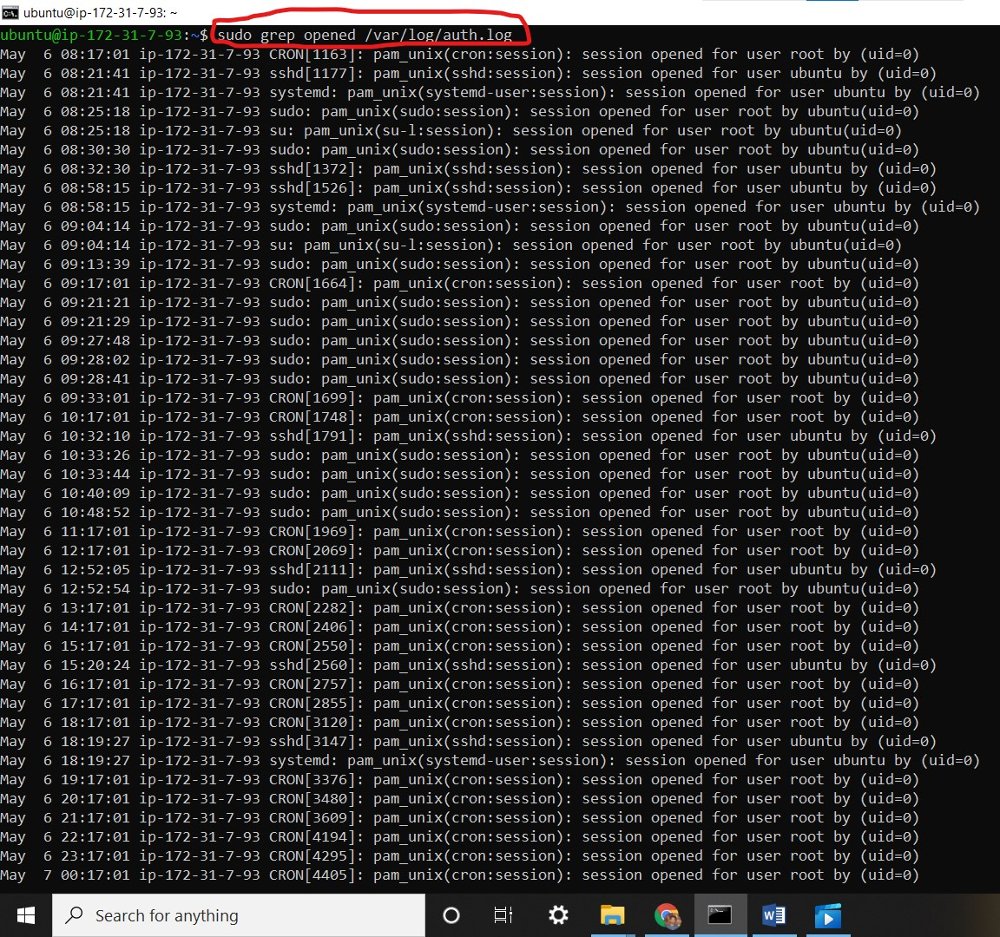 ubuntu@ip-172-31-7-93: ~
ubuntu@ip-172-31-7-93:~$ sudo grep opened /var/log/auth.log
May  6 08:17:01 ip-172-31-7-93 CRON[1163]: pam_unix(cron:session): session opened for user root by (uid=0)
May  6 08:21:41 ip-172-31-7-93 sshd[1177]: pam_unix(sshd:session): session opened for user ubuntu by (uid=0)
May  6 08:21:41 ip-172-31-7-93 systemd: pam_unix(systemd-user:session): session opened for user ubuntu by (uid=0)
May  6 08:25:18 ip-172-31-7-93 sudo: pam_unix(sudo:session): session opened for user root by ubuntu(uid=0)
May  6 08:25:18 ip-172-31-7-93 su: pam_unix(su-l:session): session opened for user root by ubuntu(uid=0)
May  6 08:30:30 ip-172-31-7-93 sudo: pam_unix(sudo:session): session opened for user root by ubuntu(uid=0)
May  6 08:32:30 ip-172-31-7-93 sshd[1372]: pam_unix(sshd:session): session opened for user ubuntu by (uid=0)
May  6 08:58:15 ip-172-31-7-93 sshd[1526]: pam_unix(sshd:session): session opened for user ubuntu by (uid=0)
May  6 08:58:15 ip-172-31-7-93 systemd: pam_unix(systemd-user:session): session opened for user ubuntu by (uid=0)
May  6 09:04:14 ip-172-31-7-93 sudo: pam_unix(sudo:session): session opened for user root by ubuntu(uid=0)
May  6 09:04:14 ip-172-31-7-93 su: pam_unix(su-l:session): session opened for user root by ubuntu(uid=0)
May  6 09:13:39 ip-172-31-7-93 sudo: pam_unix(sudo:session): session opened for user root by ubuntu(uid=0)
May  6 09:17:01 ip-172-31-7-93 CRON[1664]: pam_unix(cron:session): session opened for user root by (uid=0)
May  6 09:21:21 ip-172-31-7-93 sudo: pam_unix(sudo:session): session opened for user root by ubuntu(uid=0)
May  6 09:21:29 ip-172-31-7-93 sudo: pam_unix(sudo:session): session opened for user root by ubuntu(uid=0)
May  6 09:27:48 ip-172-31-7-93 sudo: pam_unix(sudo:session): session opened for user root by ubuntu(uid=0)
May  6 09:28:02 ip-172-31-7-93 sudo: pam_unix(sudo:session): session opened for user root by ubuntu(uid=0)
May  6 09:28:41 ip-172-31-7-93 sudo: pam_unix(sudo:session): session opened for user root by ubuntu(uid=0)
May  6 09:33:01 ip-172-31-7-93 CRON[1699]: pam_unix(cron:session): session opened for user root by (uid=0)
May  6 10:17:01 ip-172-31-7-93 CRON[1748]: pam_unix(cron:session): session opened for user root by (uid=0)
May  6 10:32:10 ip-172-31-7-93 sshd[1791]: pam_unix(sshd:session): session opened for user ubuntu by (uid=0)
May  6 10:33:26 ip-172-31-7-93 sudo: pam_unix(sudo:session): session opened for user root by ubuntu(uid=0)
May  6 10:33:44 ip-172-31-7-93 sudo: pam_unix(sudo:session): session opened for user root by ubuntu(uid=0)
May  6 10:40:09 ip-172-31-7-93 sudo: pam_unix(sudo:session): session opened for user root by ubuntu(uid=0)
May  6 10:48:52 ip-172-31-7-93 sudo: pam_unix(sudo:session): session opened for user root by ubuntu(uid=0)
May  6 11:17:01 ip-172-31-7-93 CRON[1969]: pam_unix(cron:session): session opened for user root by (uid=0)
May  6 12:17:01 ip-172-31-7-93 CRON[2069]: pam_unix(cron:session): session opened for user root by (uid=0)
May  6 12:52:05 ip-172-31-7-93 sshd[2111]: pam_unix(sshd:session): session opened for user ubuntu by (uid=0)
May  6 12:52:54 ip-172-31-7-93 sudo: pam_unix(sudo:session): session opened for user root by ubuntu(uid=0)
May  6 13:17:01 ip-172-31-7-93 CRON[2282]: pam_unix(cron:session): session opened for user root by (uid=0)
May  6 14:17:01 ip-172-31-7-93 CRON[2406]: pam_unix(cron:session): session opened for user root by (uid=0)
May  6 15:17:01 ip-172-31-7-93 CRON[2550]: pam_unix(cron:session): session opened for user root by (uid=0)
May  6 15:20:24 ip-172-31-7-93 sshd[2560]: pam_unix(sshd:session): session opened for user ubuntu by (uid=0)
May  6 16:17:01 ip-172-31-7-93 CRON[2757]: pam_unix(cron:session): session opened for user root by (uid=0)
May  6 17:17:01 ip-172-31-7-93 CRON[2855]: pam_unix(cron:session): session opened for user root by (uid=0)
May  6 18:17:01 ip-172-31-7-93 CRON[3120]: pam_unix(cron:session): session opened for user root by (uid=0)
May  6 18:19:27 ip-172-31-7-93 sshd[3147]: pam_unix(sshd:session): session opened for user ubuntu by (uid=0)
May  6 18:19:27 ip-172-31-7-93 systemd: pam_unix(systemd-user:session): session opened for user ubuntu by (uid=0)
May  6 19:17:01 ip-172-31-7-93 CRON[3376]: pam_unix(cron:session): session opened for user root by (uid=0)
May  6 20:17:01 ip-172-31-7-93 CRON[3480]: pam_unix(cron:session): session opened for user root by (uid=0)
May  6 21:17:01 ip-172-31-7-93 CRON[3609]: pam_unix(cron:session): session opened for user root by (uid=0)
May  6 22:17:01 ip-172-31-7-93 CRON[4194]: pam_unix(cron:session): session opened for user root by (uid=0)
May  6 23:17:01 ip-172-31-7-93 CRON[4295]: pam_unix(cron:session): session opened for user root by (uid=0)
May  7 00:17:01 ip-172-31-7-93 CRON[4405]: pam_unix(cron:session): session opened for user root by (uid=0)
Search for anything